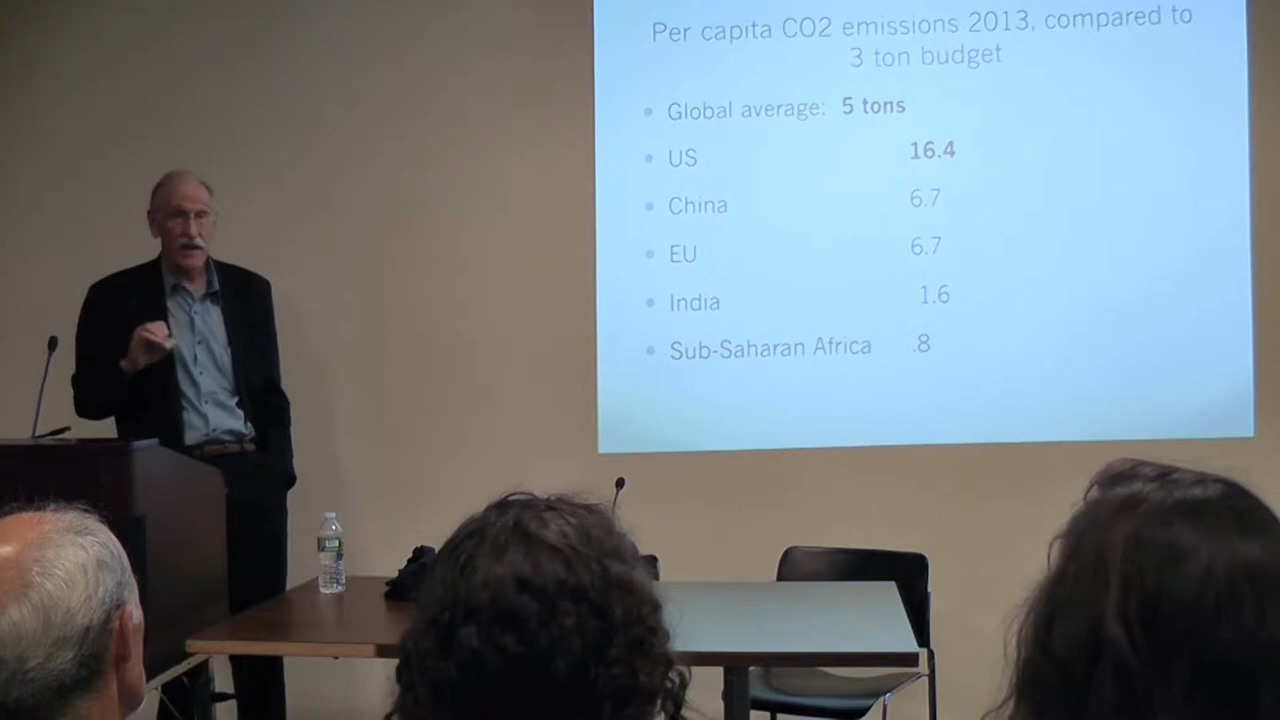 Per capita CO2 emissions 2013, compared to
3 ton budget
• Global average: 5 tons
• US 16.4
• China 6.7
• EU 6.7
• India 1.6
• Sub-Saharan Africa .8